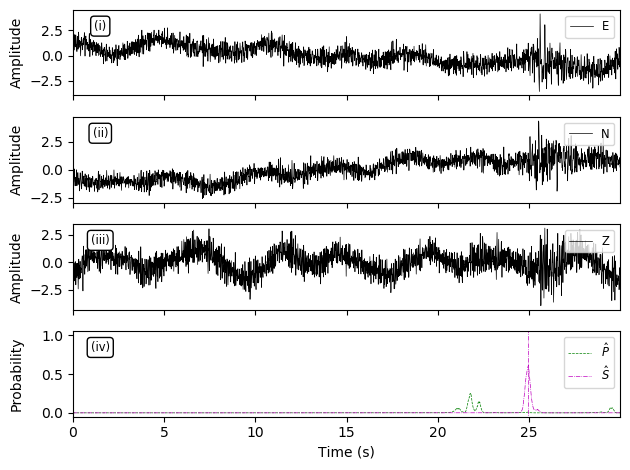 (i)
E
Amplitude
2.5
0.0
−2.5
(ii)
N
Amplitude
2.5
0.0
−2.5
(iii)
Z
Amplitude
2.5
0.0
−2.5
(iv)
P̂
Ŝ
Probability
1.0
0.5
0.0
0 5 10 15 20 25
Time (s)